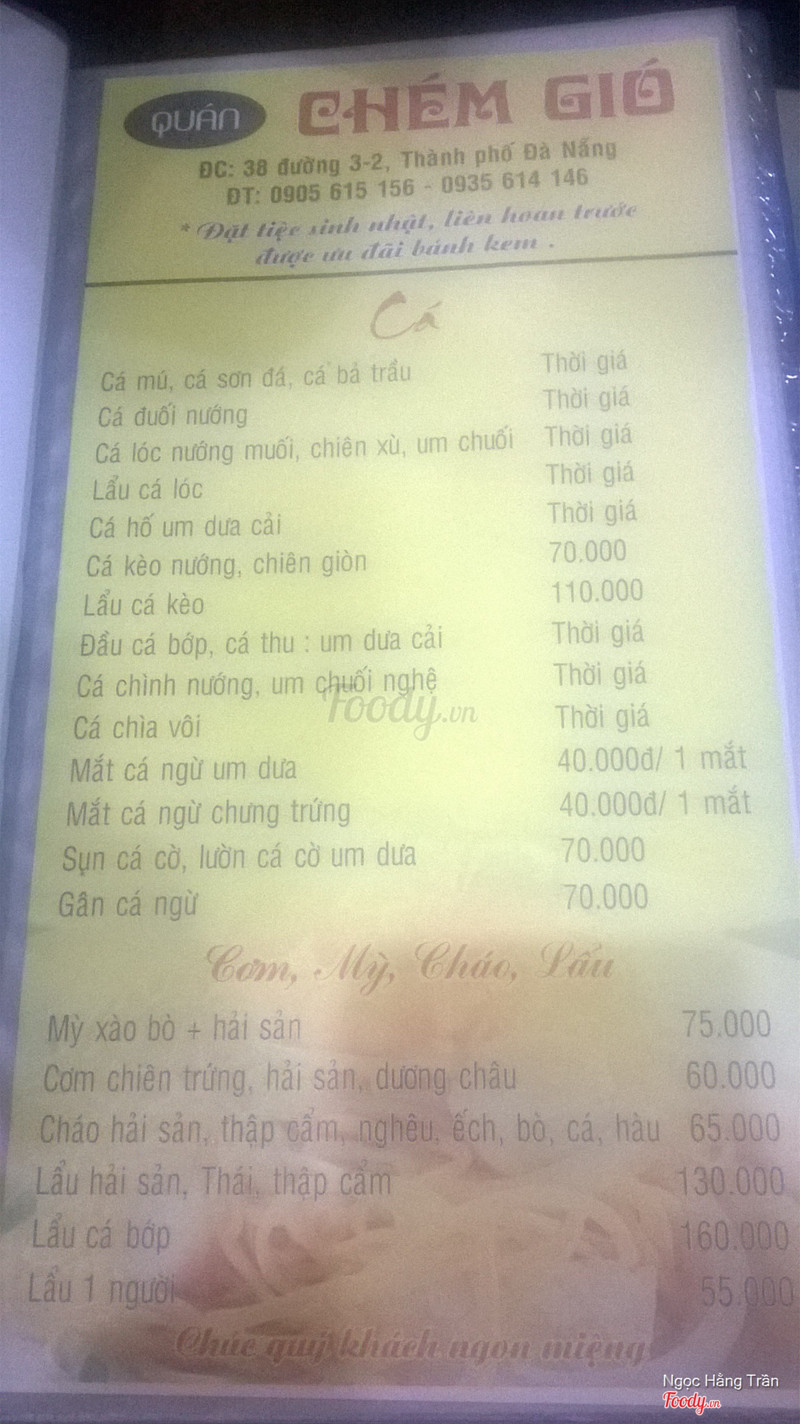 QUÁN CHÉM GIÓ
ĐC: 38 đường 3-2, Thành phố Đà Nẵng
ĐT: 0905 615 156 - 0935 614 146
* Đặt tiệc sinh nhật, liên hoan trước
được ưu đãi bánh kem .
Cá
Cá mú, cá sơn đá, cá bả trầu Thời giá
Cá đuối nướng Thời giá
Cá lóc nướng muối, chiên xù, um chuối Thời giá
Lẩu cá lóc Thời giá
Cá hố um dưa cải Thời giá
Cá kèo nướng, chiên giòn 70.000
Lẩu cá kèo 110.000
Đầu cá bớp, cá thu : um dưa cải Thời giá
Cá chình nướng, um chuối nghệ Thời giá
Foody.vn
Cá chìa vôi Thời giá
Mắt cá ngừ um dưa 40.000đ/ 1 mắt
Mắt cá ngừ chưng trứng 40.000đ/ 1 mắt
Sụn cá cờ, lườn cá cờ um dưa 70.000
Gân cá ngừ 70.000
Cơm, Mỳ, Cháo, Lẩu
Mỳ xào bò + hải sản 75.000
Cơm chiên trứng, hải sản, dương châu 60.000
Cháo hải sản, thập cẩm, nghêu, ếch, bò, cá, hàu 65.000
Lẩu hải sản, Thái, thập cẩm 130.000
Lẩu cá bớp 160.000
Lẩu 1 người 55.000
Chúc quý khách ngon miệng
Ngọc Hằng Trần
Foody.vn